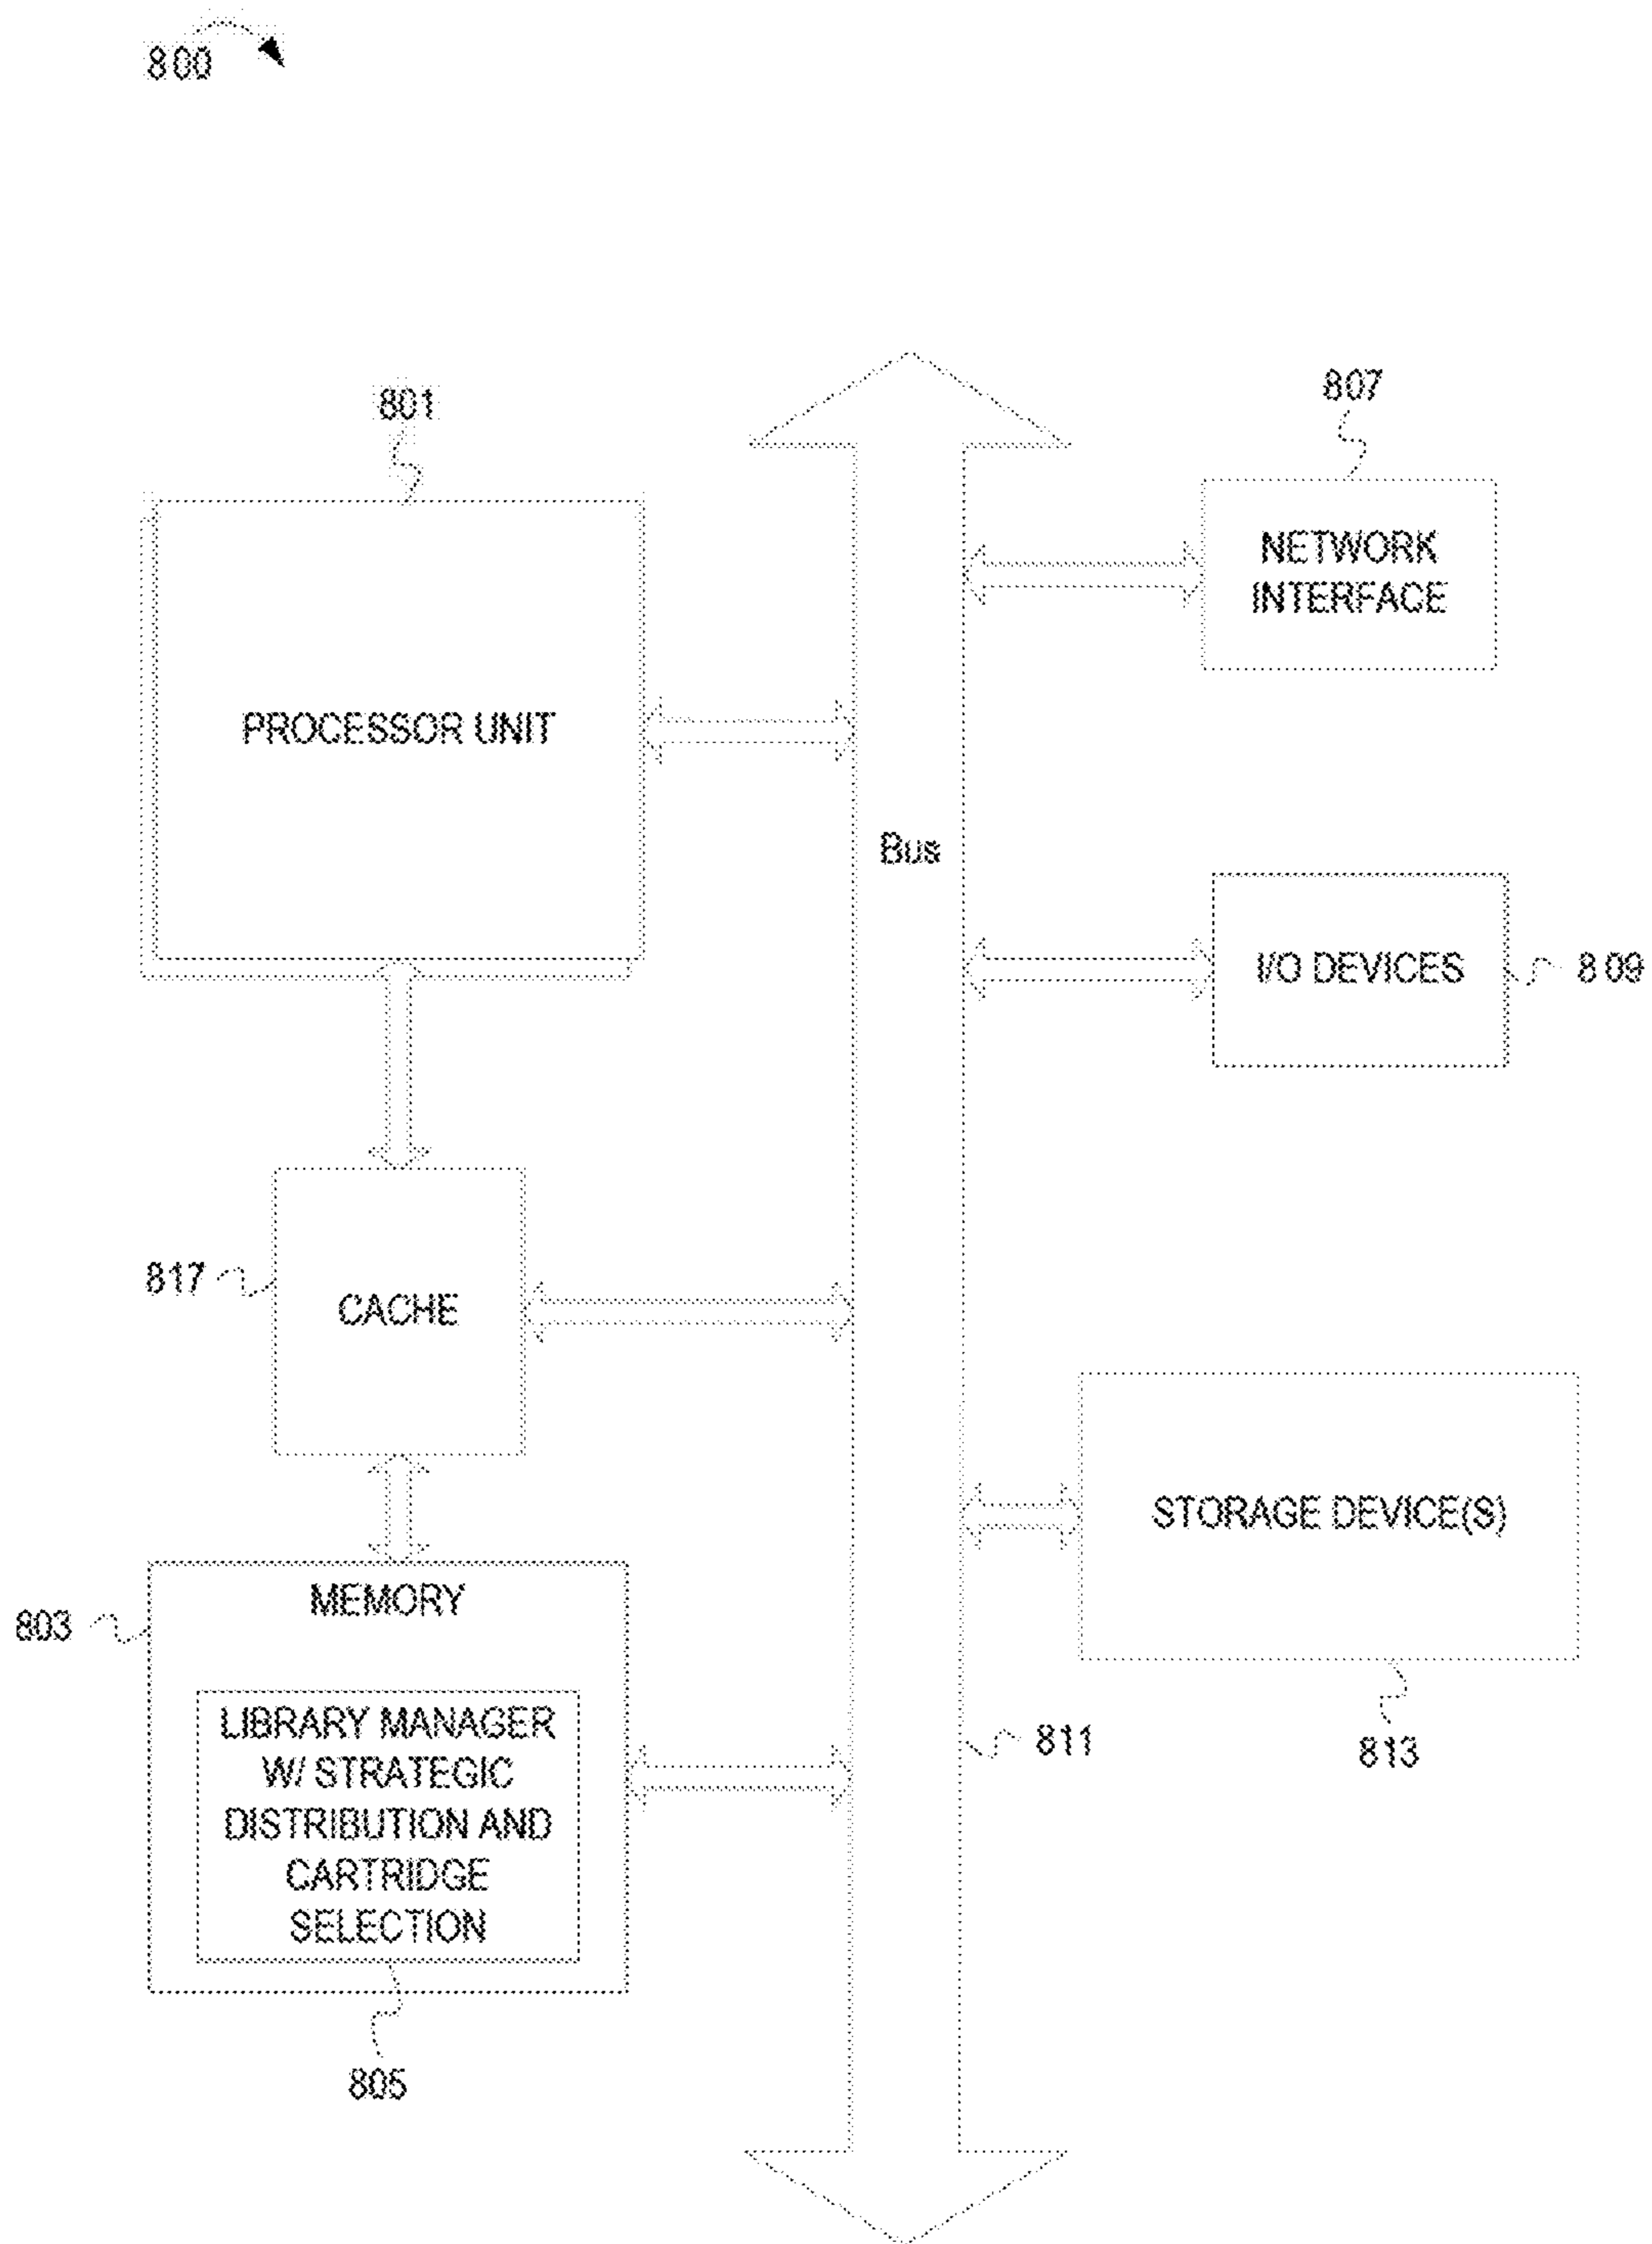 800
801
807
NETWORK
INTERFACE
PROCESSOR UNIT
Bus
I/O DEVICES
809
817
CACHE
STORAGE DEVICE(S)
MEMORY
803
LIBRARY MANAGER
W/ STRATEGIC
DISTRIBUTION AND
CARTRIDGE
SELECTION
811
813
805